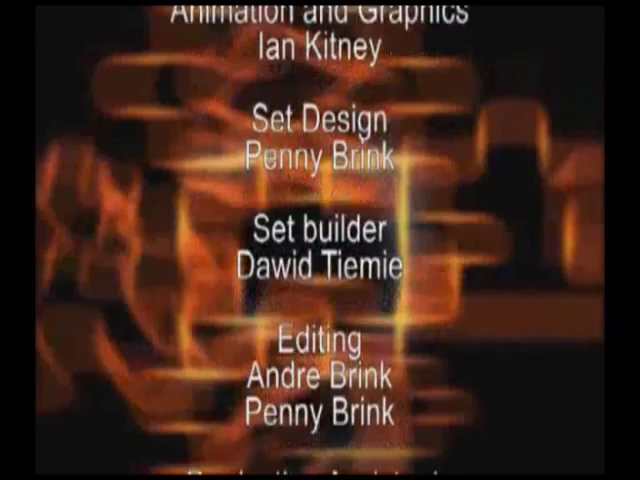 Animation and Graphics
Ian Kitney
Set Design
Penny Brink
Set builder
Dawid Tiemie
Editing
Andre Brink
Penny Brink